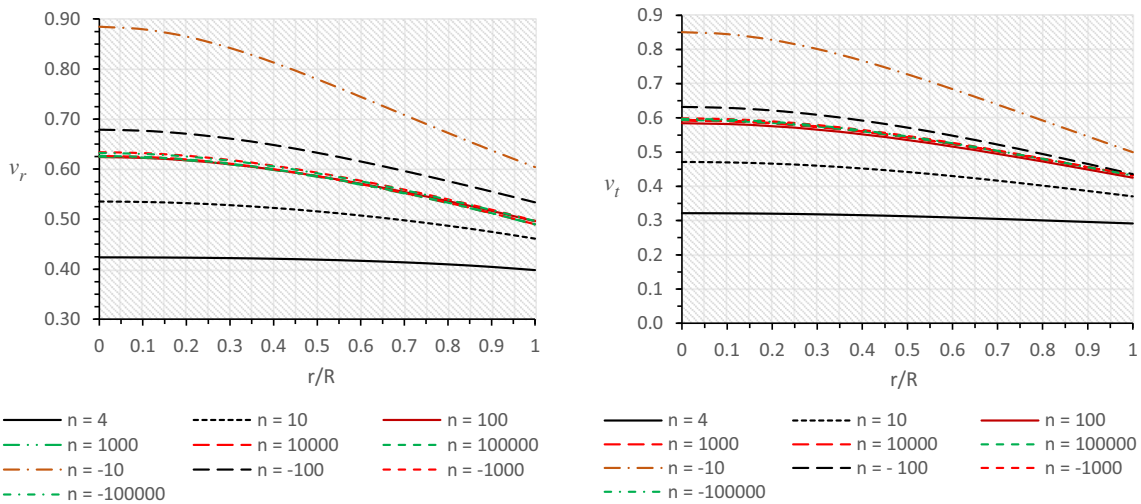 0.90
0.80
0.70
0.60
0.50
0.40
0.30
v_r
0 0.1 0.2 0.3 0.4 0.5 0.6 0.7 0.8 0.9 1
r/R
n = 4 n = 10 n = 100
n = 1000 n = 10000 n = 100000
n = -10 n = -100 n = -1000
n = -100000
0.9
0.8
0.7
0.6
0.5
0.4
0.3
0.2
0.1
0.0
v_t
0 0.1 0.2 0.3 0.4 0.5 0.6 0.7 0.8 0.9 1
r/R
n = 4 n = 10 n = 100
n = 1000 n = 10000 n = 100000
n = -10 n = - 100 n = -1000
n = -100000